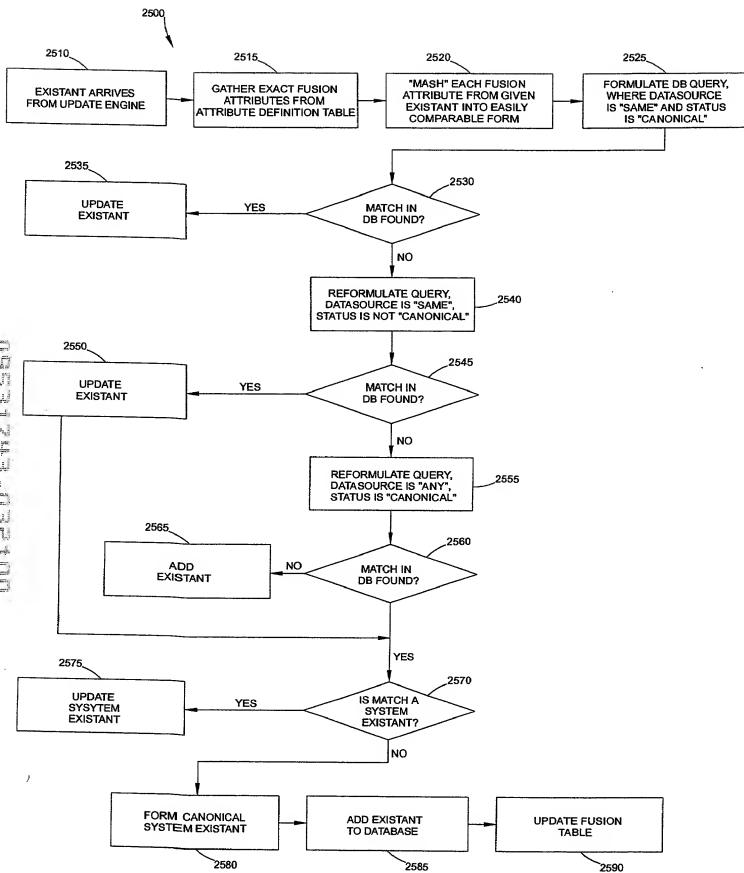 2500
2510
EXISTANT ARRIVES
FROM UPDATE ENGINE
2515
GATHER EXACT FUSION
ATTRIBUTES FROM
ATTRIBUTE DEFINITION TABLE
2520
"MASH" EACH FUSION
ATTRIBUTE FROM GIVEN
EXISTANT INTO EASILY
COMPARABLE FORM
2525
FORMULATE DB QUERY,
WHERE DATASOURCE
IS "SAME" AND STATUS
IS "CANONICAL"
2530
MATCH IN
DB FOUND?
YES
2535
UPDATE
EXISTANT
NO
REFORMULATE QUERY,
DATASOURCE IS "SAME",
STATUS IS NOT "CANONICAL"
2540
2545
MATCH IN
DB FOUND?
YES
2550
UPDATE
EXISTANT
NO
REFORMULATE QUERY,
DATASOURCE IS "ANY",
STATUS IS "CANONICAL"
2555
2560
MATCH IN
DB FOUND?
NO
2565
ADD
EXISTANT
YES
2570
IS MATCH A
SYSTEM
EXISTANT?
YES
2575
UPDATE
SYSYTEM
EXISTANT
NO
FORM CANONICAL
SYSTEM EXISTANT
2580
ADD EXISTANT
TO DATABASE
2585
UPDATE FUSION
TABLE
2590